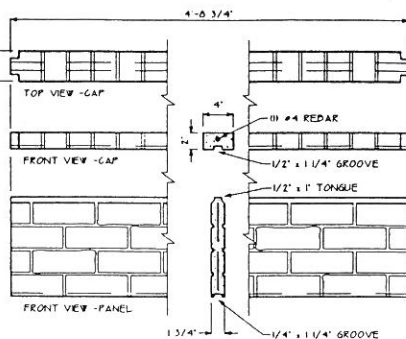 4'-8 3/4"
TOP VIEW -CAP
4"
(1) #4 REBAR
2"
FRONT VIEW -CAP
1/2" x 1 1/4" GROOVE
1/2" x 1" TONGUE
FRONT VIEW -PANEL
1 3/4"
1/4" x 1 1/4" GROOVE